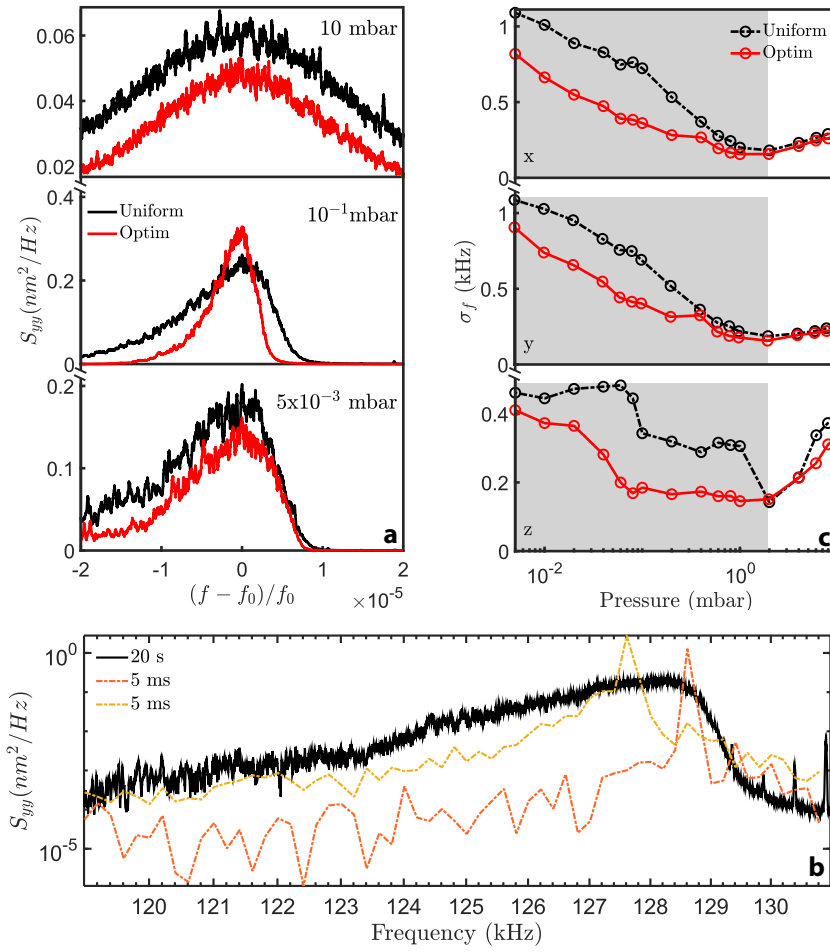 10 mbar
0.06
0.04
0.02
Uniform
Optim
10⁻¹mbar
0.4
0.2
0
5x10⁻³ mbar
0.2
0.1
0
a
-2
-1
0
1
2
(f − f₀)/f₀
×10⁻⁵
S_yy(nm²/Hz)
Uniform
Optim
1
0.5
0
x
1
0.5
0
y
0.4
0.2
0
z
c
σ_f (kHz)
10⁻²
10⁰
Pressure (mbar)
20 s
5 ms
5 ms
10⁰
10⁻⁵
S_yy(nm²/Hz)
b
120
121
122
123
124
125
126
127
128
129
130
Frequency (kHz)